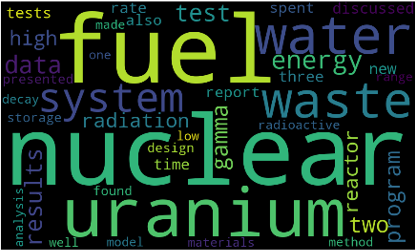 tests
rate
test
spent
discussed
made
also
high
fuel
water
data
one
presented
energy
three
new
range
decay
system
report
waste
storage
radiation
gamma
radioactive
nuclear
low
design
time
reactor
program
results
analysis
found
uranium
two
well
model
materials
method